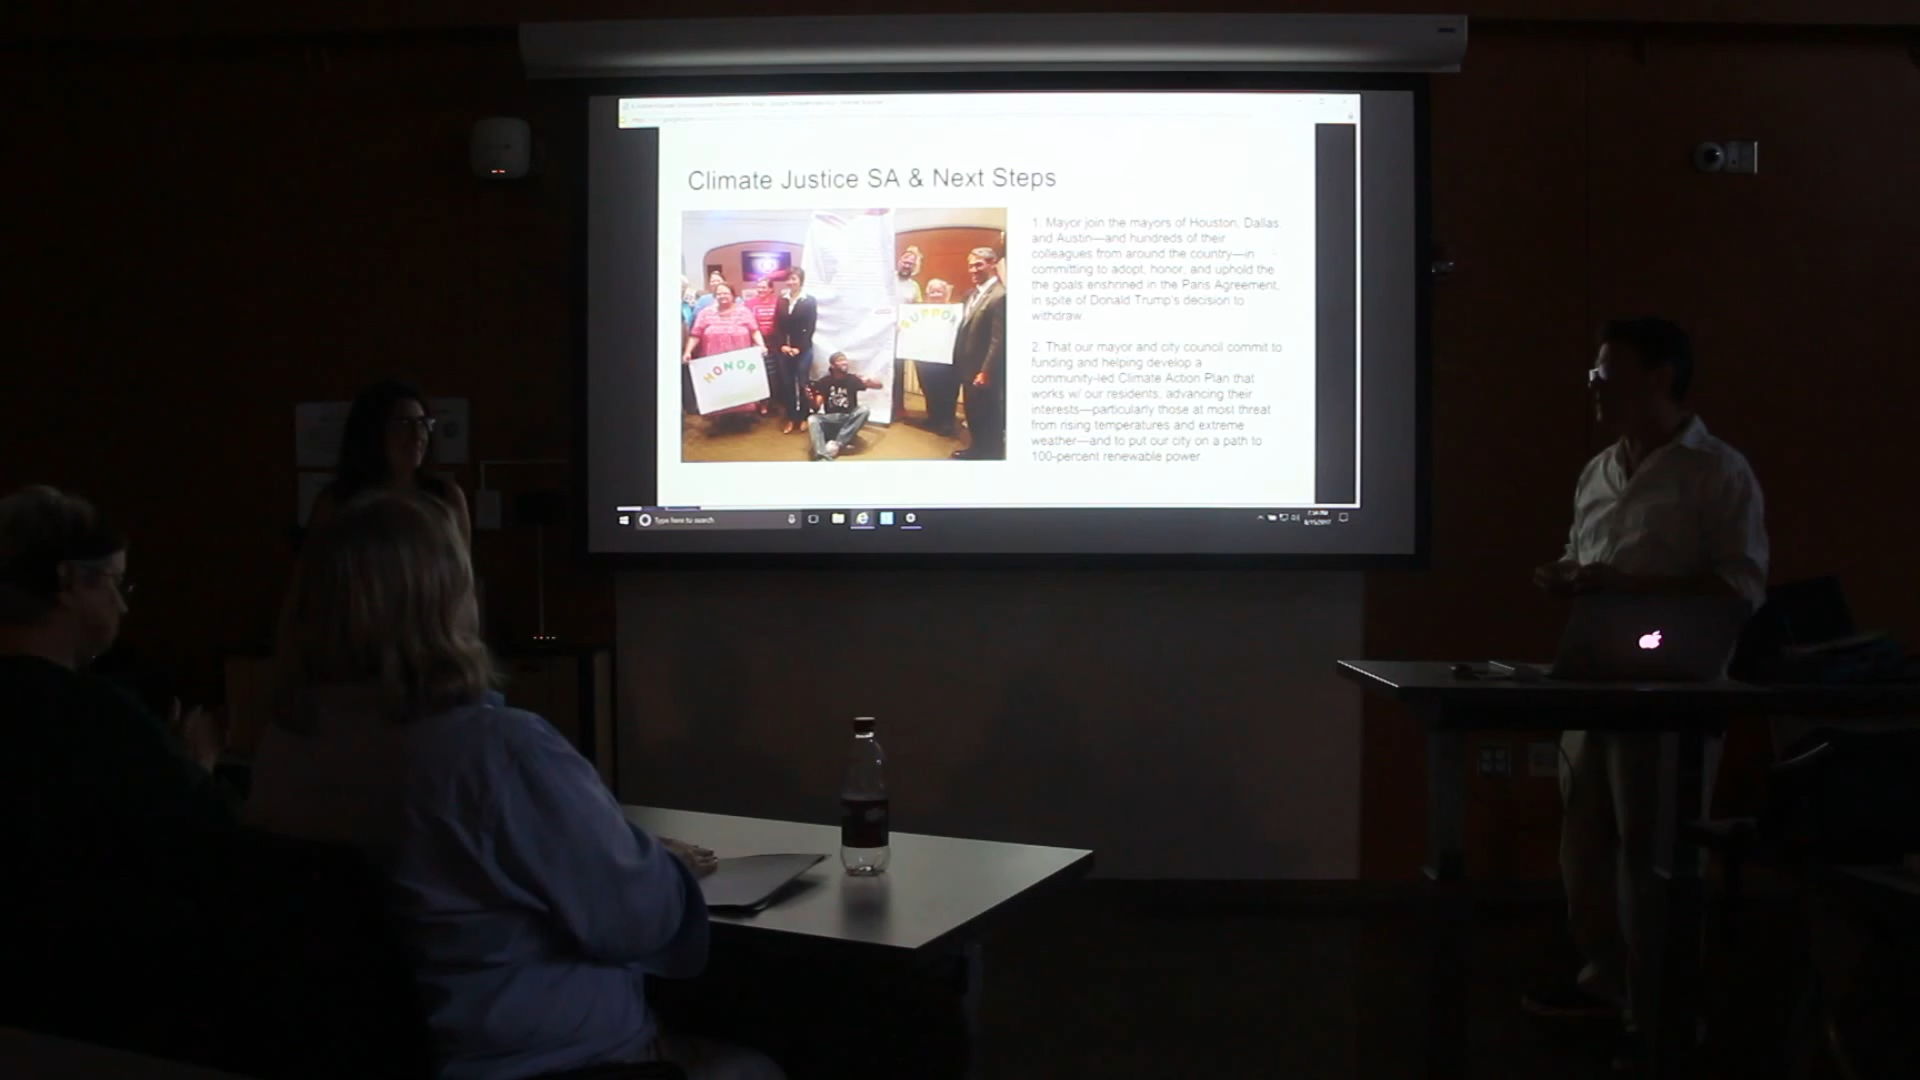 Climate Justice SA & Next Steps
1. Mayor join the mayors of Houston, Dallas
and Austin—and hundreds of their
colleagues from around the country—in
committing to adopt, honor, and uphold the
the goals enshrined in the Paris Agreement,
in spite of Donald Trump's decision to
withdraw.
2. That our mayor and city council commit to
funding and helping develop a
community-led Climate Action Plan that
works w/ our residents, advancing their
interests—particularly those at most threat
from rising temperatures and extreme
weather—and to put our city on a path to
100-percent renewable power.
HONOR
SUPPOR
Type here to search